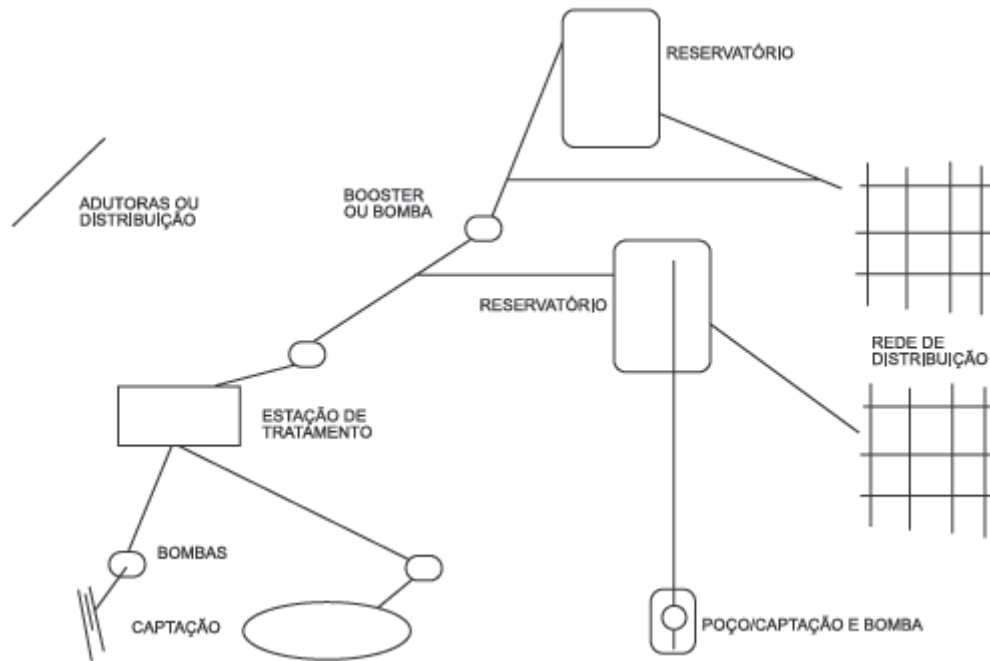 RESERVATÓRIO
ADUTORAS OU
DISTRIBUIÇÃO
BOOSTER
OU BOMBA
RESERVATÓRIO
REDE DE
DISTRIBUIÇÃO
ESTAÇÃO DE
TRATAMENTO
BOMBAS
CAPTAÇÃO
POÇO/CAPTAÇÃO E BOMBA